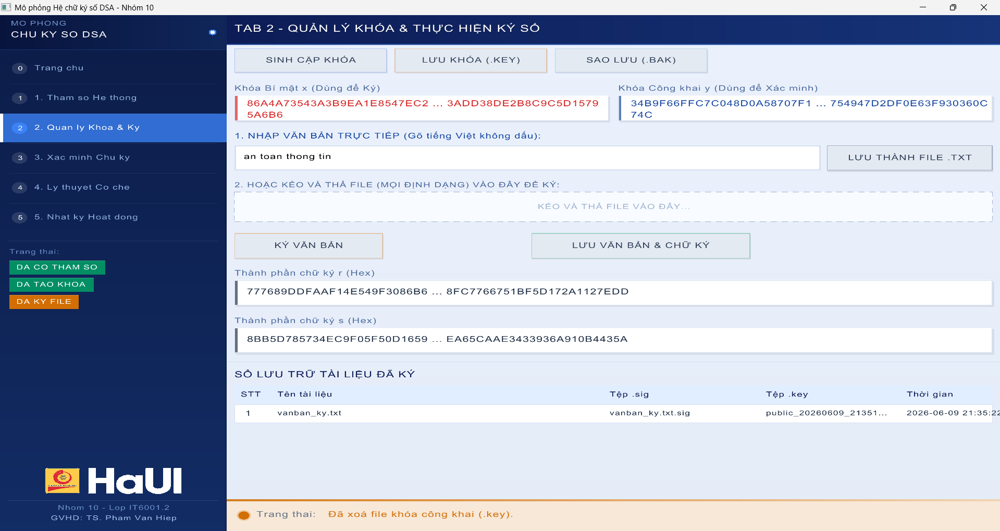 Mô phỏng Hệ chữ ký số DSA - Nhóm 10
MO PHONG
CHU KY SO DSA
0 Trang chu
1 1. Tham so He thong
2 2. Quan ly Khoa & Ky
3 3. Xac minh Chu ky
4 4. Ly thuyet Co che
5 5. Nhat ky Hoat dong
Trang thai:
DA CO THAM SO
DA TAO KHOA
DA KY FILE
HaUI
Nhom 10 - Lop IT6001.2
GVHD: TS. Pham Van Hiep
TAB 2 - QUẢN LÝ KHÓA & THỰC HIỆN KÝ SỐ
SINH CẶP KHÓA
LƯU KHÓA (.KEY)
SAO LƯU (.BAK)
Khóa Bí mật x (Dùng để Ký)
86A4A73543A3B9EA1E8547EC2 ... 3ADD38DE2B8C9C5D1579
5A6B6
Khóa Công khai y (Dùng để Xác minh)
34B9F66FFC7C048D0A58707F1 ... 754947D2DF0E63F930360C
74C
1. NHẬP VĂN BẢN TRỰC TIẾP (Gõ tiếng Việt không dấu):
an toan thong tin
LƯU THÀNH FILE .TXT
2. HOẶC KÉO VÀ THẢ FILE (MỌI ĐỊNH DẠNG) VÀO ĐÂY ĐỂ KÝ:
KÉO VÀ THẢ FILE VÀO ĐÂY...
KÝ VĂN BẢN
LƯU VĂN BẢN & CHỮ KÝ
Thành phần chữ ký r (Hex)
777689DDFAAF14E549F3086B6 ... 8FC7766751BF5D172A1127EDD
Thành phần chữ ký s (Hex)
8BB5D785734EC9F05F50D1659 ... EA65CAAE3433936A910B4435A
SỔ LƯU TRỮ TÀI LIỆU ĐÃ KÝ
STT Tên tài liệu Tệp .sig Tệp .key Thời gian
1 vanban_ky.txt vanban_ky.txt.sig public_20260609_21351... 2026-06-09 21:35:22
Trang thai: Đã xoá file khóa công khai (.key).